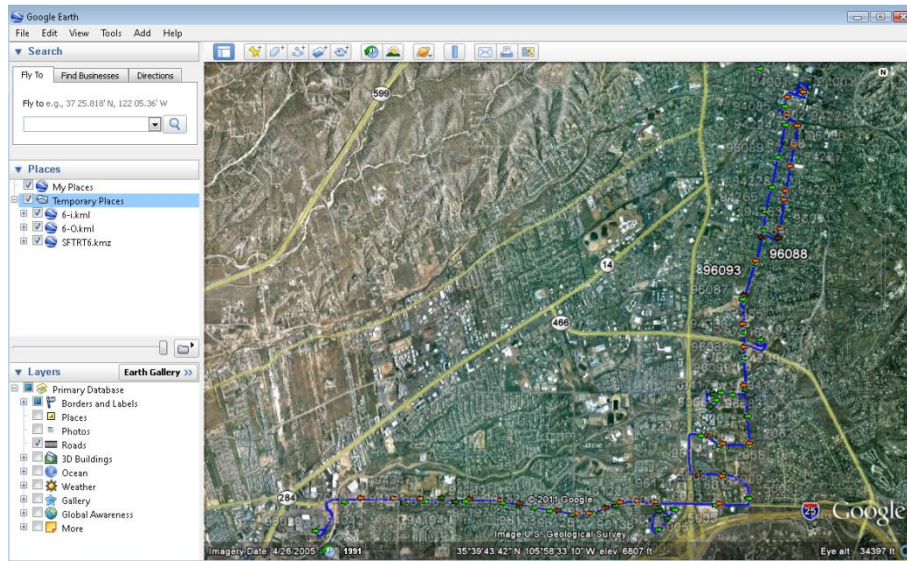 Google Earth
File Edit View Tools Add Help
Search
Fly To Find Businesses Directions
Fly to e.g., 37 25.818' N, 122 05.36' W
Places
My Places
Temporary Places
6-i.kml
6-O.kml
SFTRT6.kmz
Layers
Earth Gallery >>
Primary Database
Borders and Labels
Places
Photos
Roads
3D Buildings
Ocean
Weather
Gallery
Global Awareness
More
599
N
96088
96093
14
96087
466
284
© 2011 Google
25
Google
Image U.S. Geological Survey
Imagery Date: 4/26/2005
1991
35°39'43.42" N 105°58'33.10" W elev 6807 ft
Eye alt 34397 ft